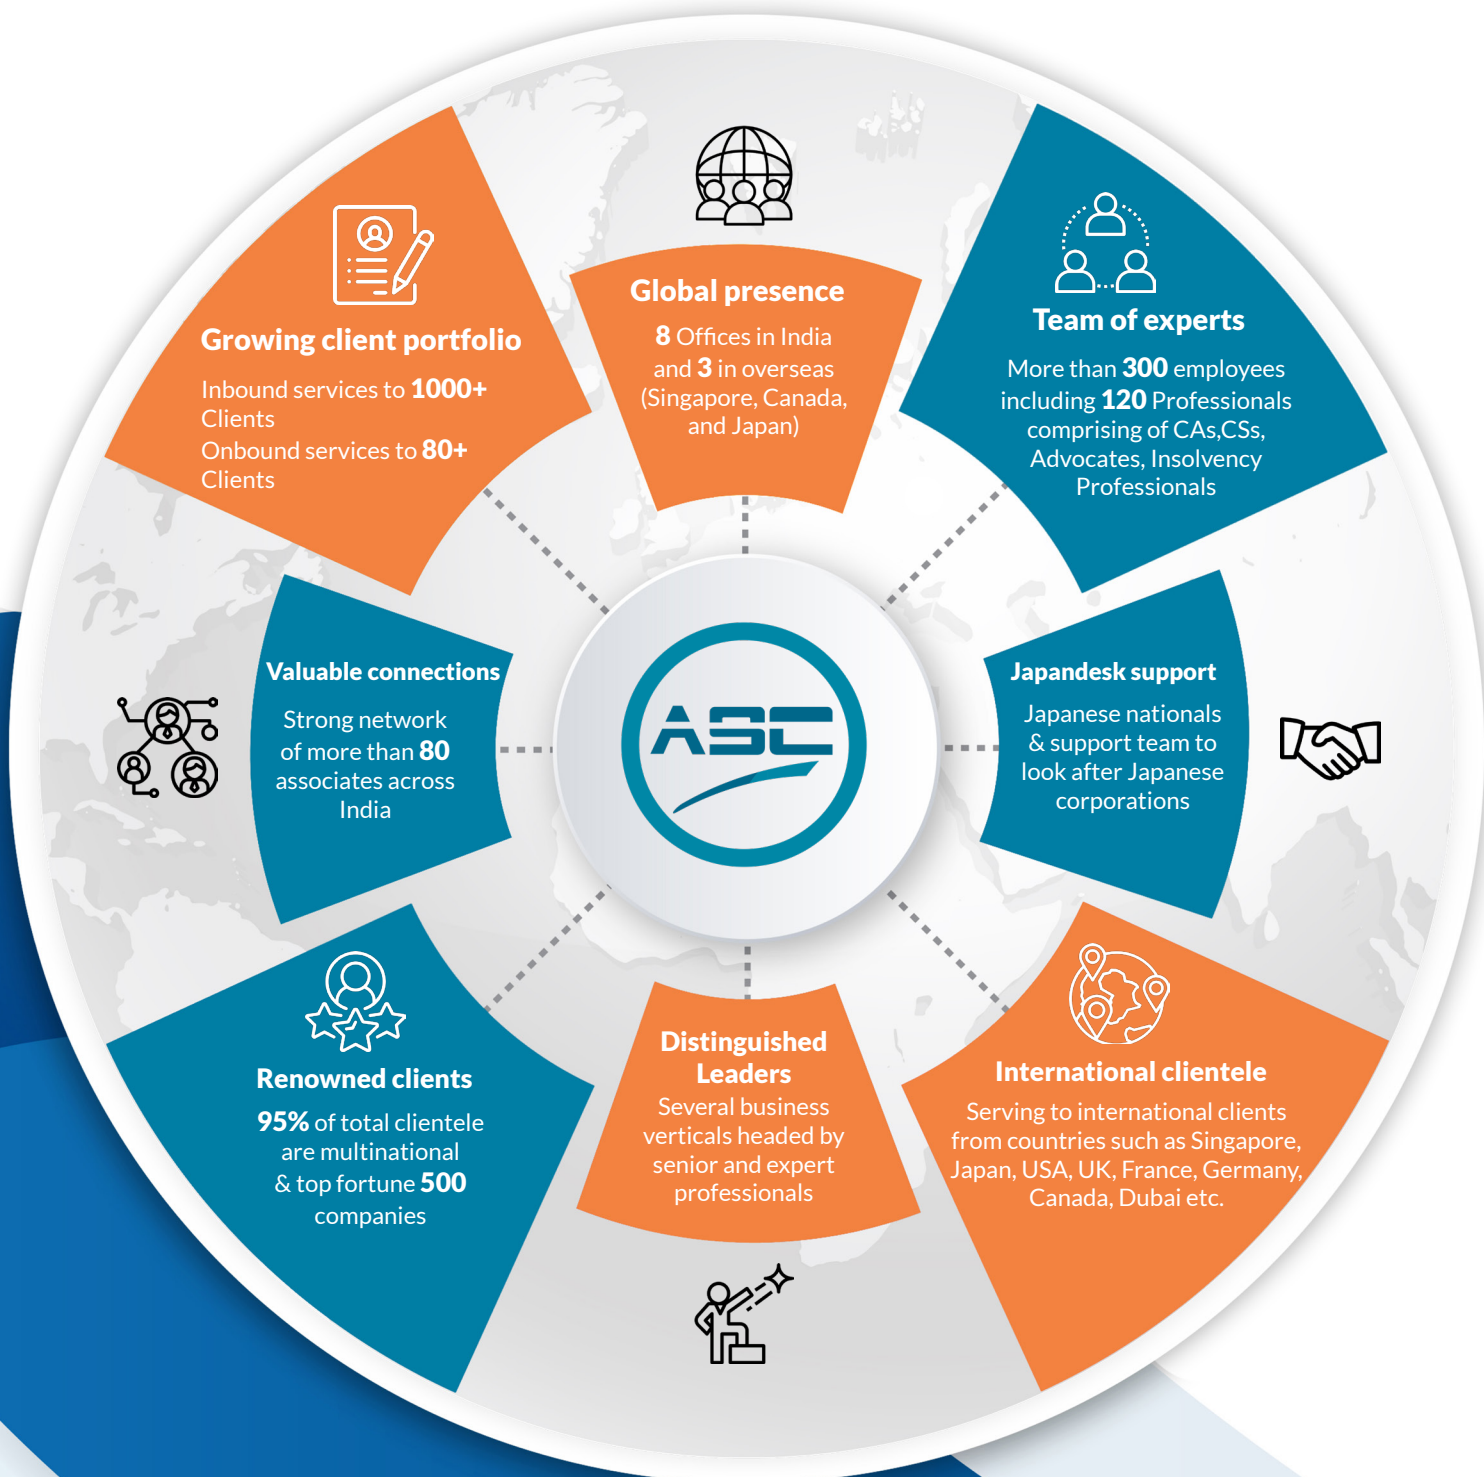 Growing client portfolio
Inbound services to 1000+
Clients
Onbound services to 80+
Clients
Global presence
8 Offices in India
and 3 in overseas
(Singapore, Canada,
and Japan)
Team of experts
More than 300 employees
including 120 Professionals
comprising of CAs,CSs,
Advocates, Insolvency
Professionals
Valuable connections
Strong network
of more than 80
associates across
India
ASC
Japandesk support
Japanese nationals
& support team to
look after Japanese
corporations
Renowned clients
95% of total clientele
are multinational
& top fortune 500
companies
Distinguished
Leaders
Several business
verticals headed by
senior and expert
professionals
International clientele
Serving to international clients
from countries such as Singapore,
Japan, USA, UK, France, Germany,
Canada, Dubai etc.